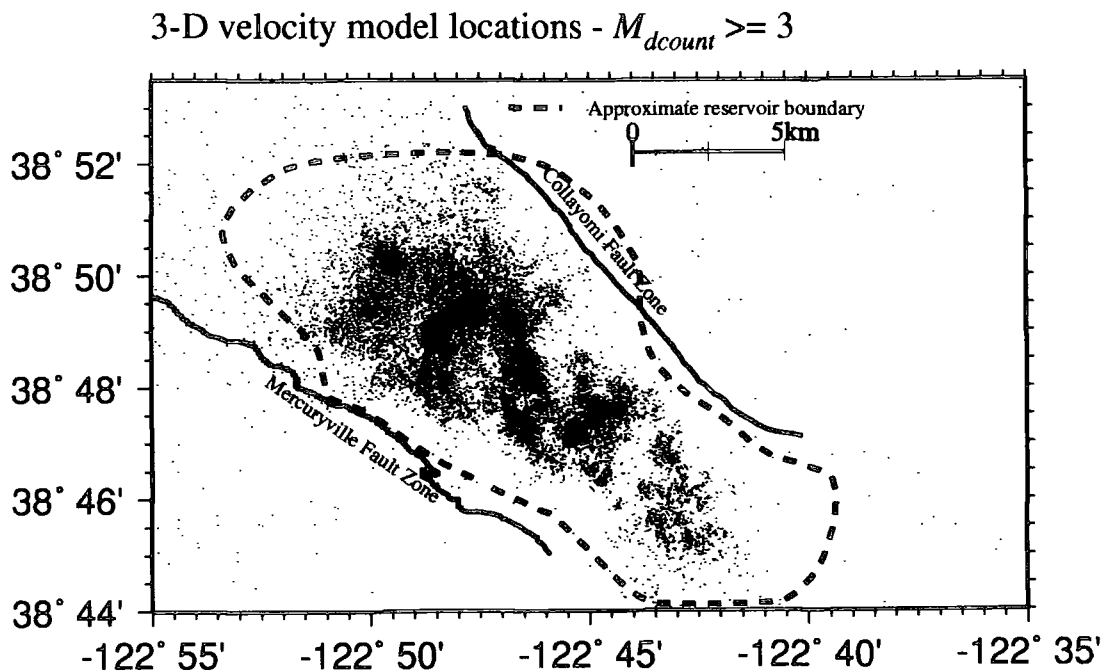 3-D velocity model locations - M_dcount >= 3
Approximate reservoir boundary
0 5km
Collayomi Fault Zone
Mercuryville Fault Zone
38° 52'
38° 50'
38° 48'
38° 46'
38° 44'
-122° 55' -122° 50' -122° 45' -122° 40' -122° 35'